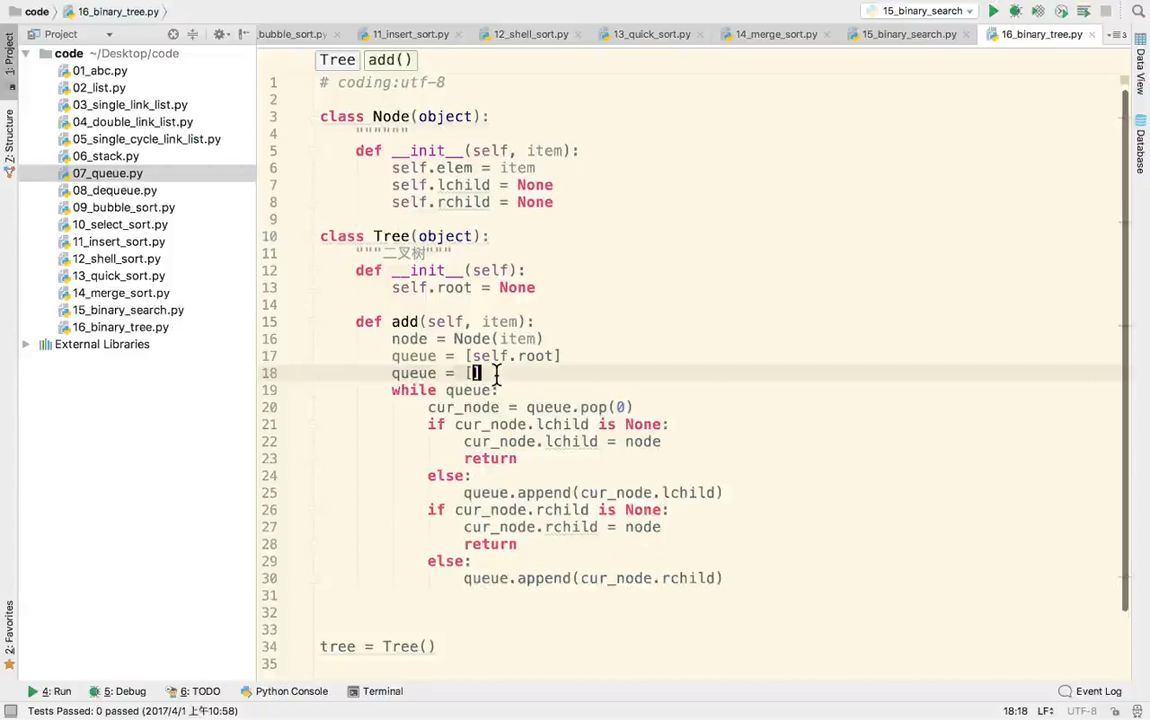 code
16_binary_tree.py
15_binary_search
1: Project
Project
_bubble_sort.py
11_insert_sort.py
12_shell_sort.py
13_quick_sort.py
14_merge_sort.py
15_binary_search.py
16_binary_tree.py
≡3
code ~/Desktop/code
01_abc.py
02_list.py
03_single_link_list.py
04_double_link_list.py
05_single_cycle_link_list.py
06_stack.py
07_queue.py
08_dequeue.py
09_bubble_sort.py
10_select_sort.py
11_insert_sort.py
12_shell_sort.py
13_quick_sort.py
14_merge_sort.py
15_binary_search.py
16_binary_tree.py
External Libraries
Z: Structure
2: Favorites
Data View
Database
Tree add()
1 # coding:utf-8
2
3 class Node(object):
4 """"""
5 def __init__(self, item):
6 self.elem = item
7 self.lchild = None
8 self.rchild = None
9
10 class Tree(object):
11 """二叉树"""
12 def __init__(self):
13 self.root = None
14
15 def add(self, item):
16 node = Node(item)
17 queue = [self.root]
18 queue = []
19 while queue:
20 cur_node = queue.pop(0)
21 if cur_node.lchild is None:
22 cur_node.lchild = node
23 return
24 else:
25 queue.append(cur_node.lchild)
26 if cur_node.rchild is None:
27 cur_node.rchild = node
28 return
29 else:
30 queue.append(cur_node.rchild)
31
32
33
34 tree = Tree()
35
4: Run
5: Debug
6: TODO
Python Console
Terminal
Event Log
Tests Passed: 0 passed (2017/4/1 上午10:58)
18:18 LF÷ UTF-8